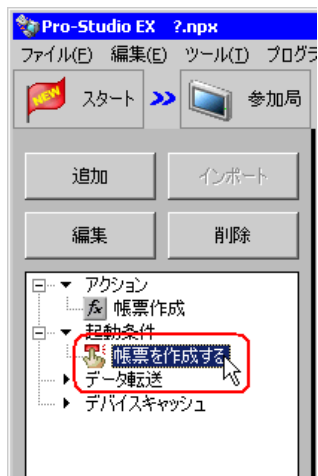 Pro-Studio EX ?.npx
ファイル(F) 編集(E) ツール(T) プログラ
NEW スタート >> 参加局
追加 インポート
編集 削除
アクション
fx 帳票作成
起動条件
帳票を作成する
データ転送
デバイスキャッシュ